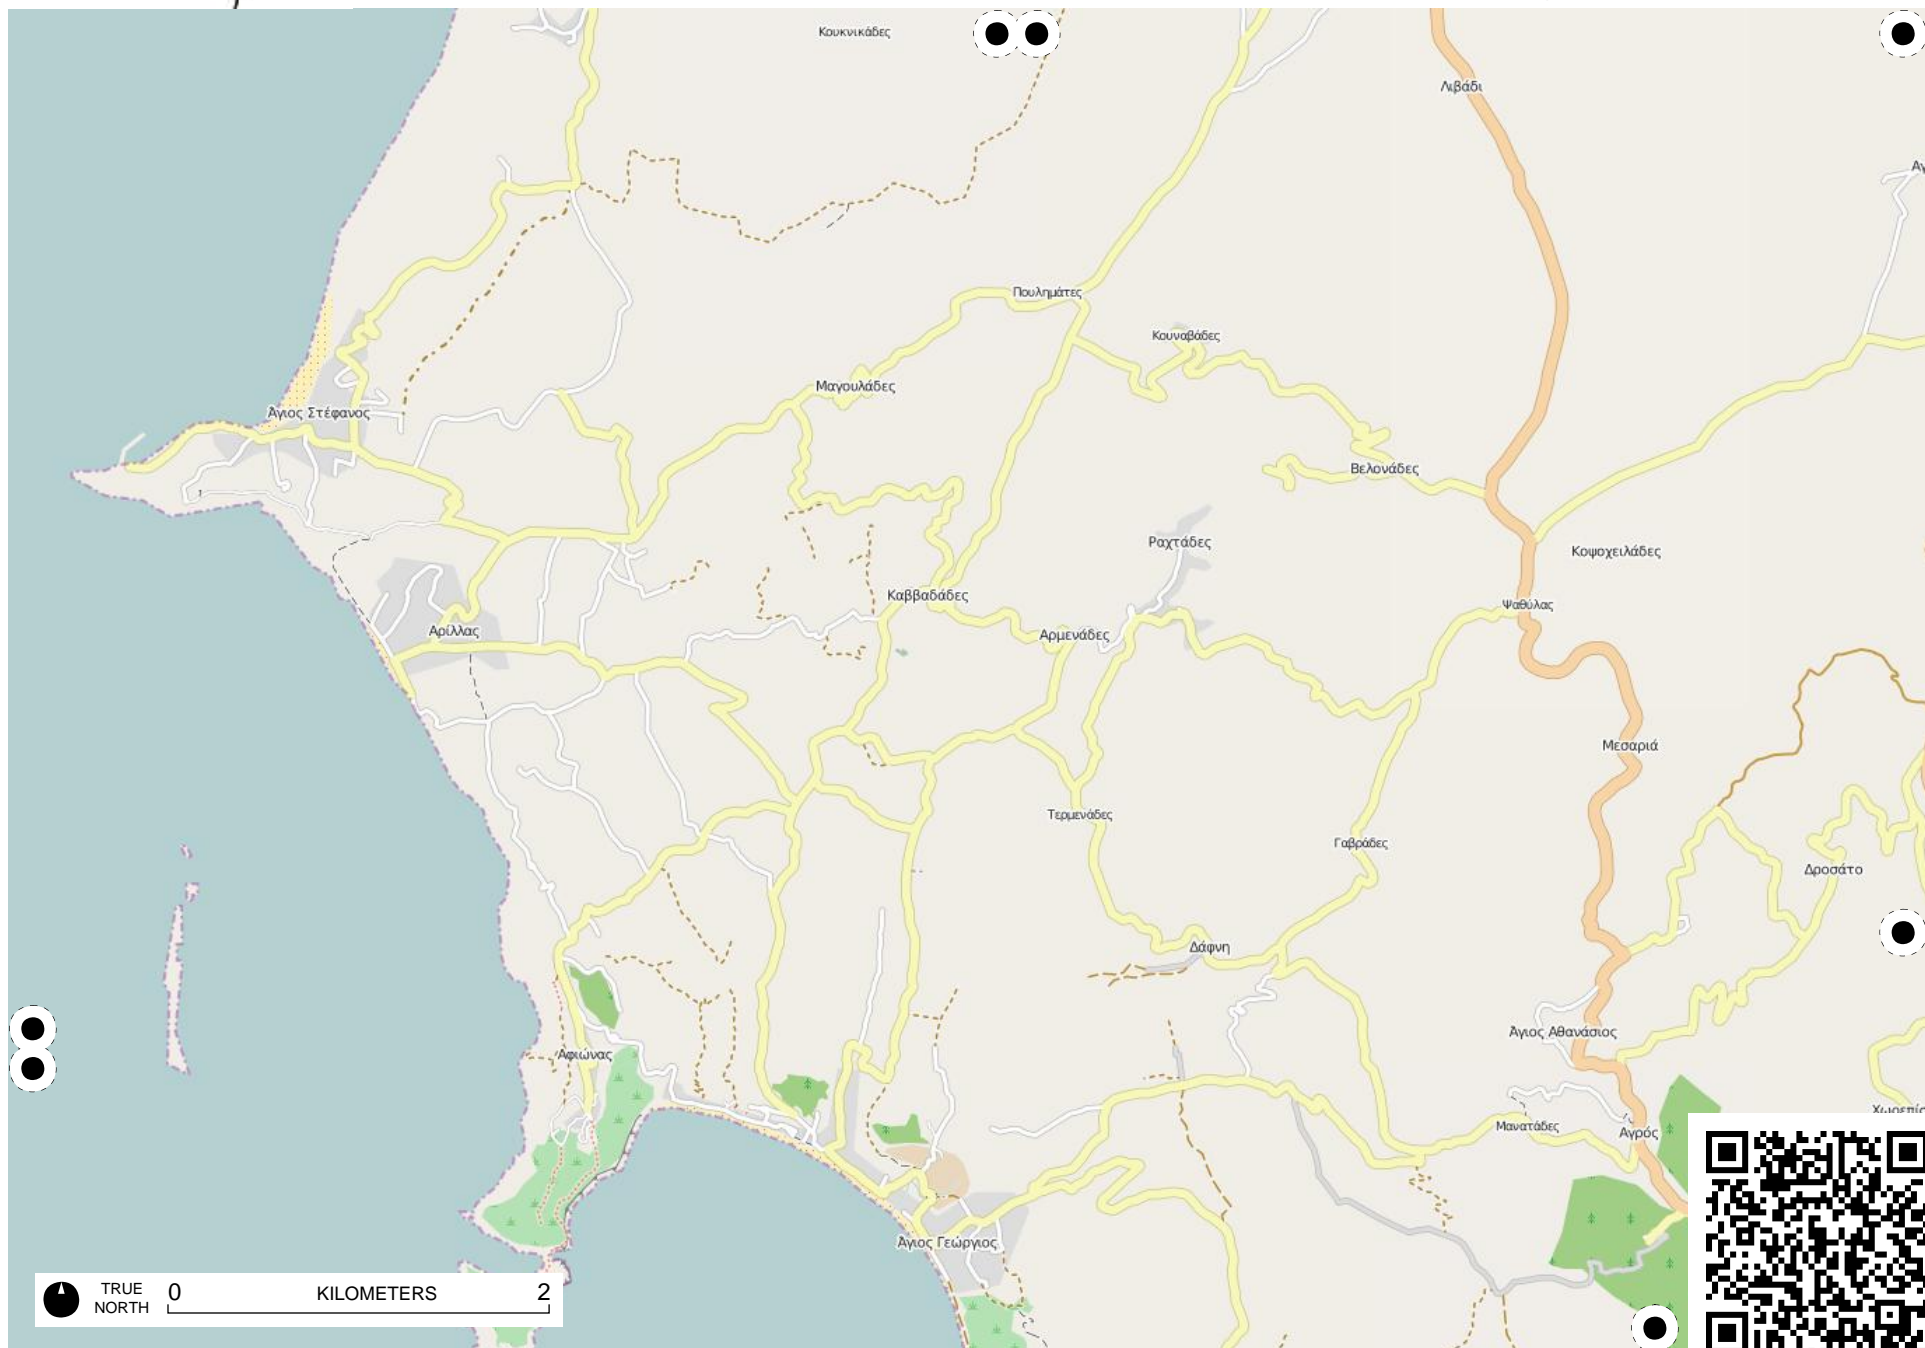 Κουκνικάδες
Λιβάδι
Πουλημάτες
Κουναβάδες
Μαγουλάδες
Άγιος Στέφανος
Βελονάδες
Ραχτάδες
Κοψοχειλάδες
Καββαδάδες
Ψαθύλας
Αρίλλας
Αρμενάδες
Μεσαριά
Τερμενάδες
Γαβράδες
Δροσάτο
Δάφνη
Άγιος Αθανάσιος
Αφιώνας
Μανατάδες
Αγρός
Άγιος Γεώργιος
TRUE
NORTH
0 KILOMETERS 2